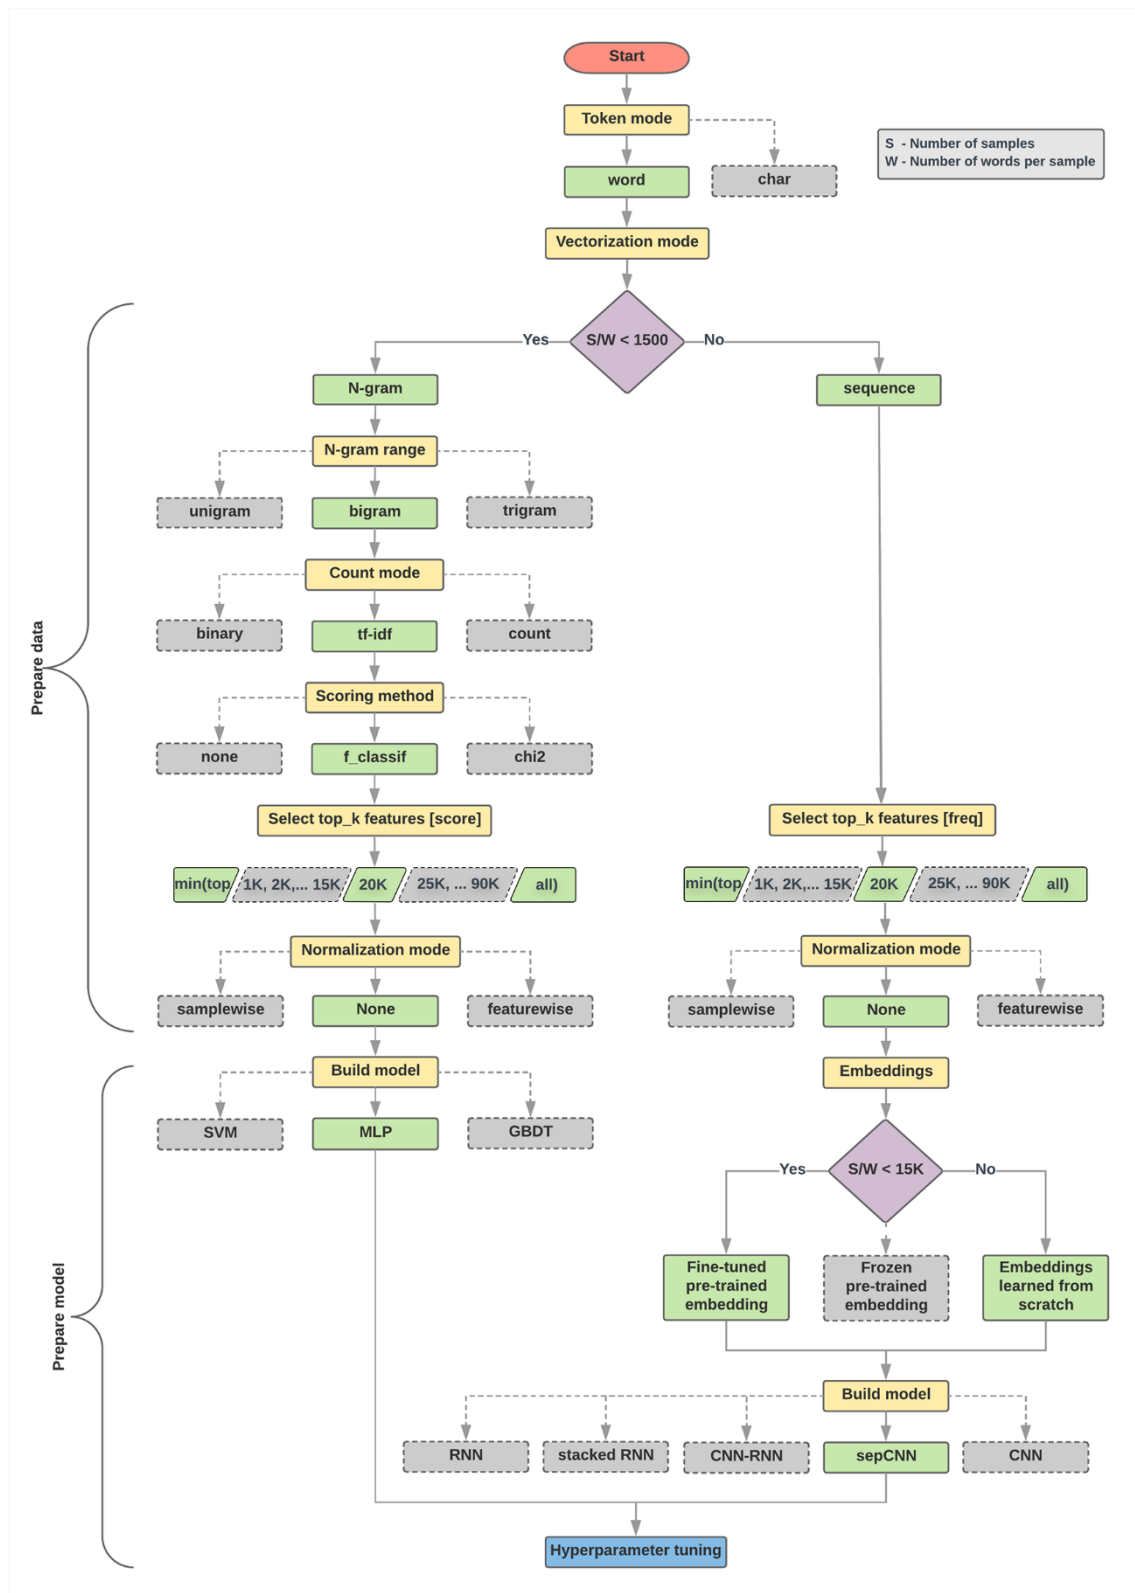 Start
Token mode
S - Number of samples
W - Number of words per sample
word
char
Vectorization mode
S/W < 1500
Yes
No
N-gram
sequence
N-gram range
unigram
bigram
trigram
Count mode
binary
tf-idf
count
Prepare data
Scoring method
none
f_classif
chi2
Select top_k features [score]
Select top_k features [freq]
min(top
1K, 2K,... 15K
20K
25K, ... 90K
all)
min(top
1K, 2K,... 15K
20K
25K, ... 90K
all)
Normalization mode
Normalization mode
samplewise
None
featurewise
samplewise
None
featurewise
Build model
Embeddings
SVM
MLP
GBDT
S/W < 15K
Yes
No
Prepare model
Fine-tuned
pre-trained
embedding
Frozen
pre-trained
embedding
Embeddings
learned from
scratch
Build model
RNN
stacked RNN
CNN-RNN
sepCNN
CNN
Hyperparameter tuning